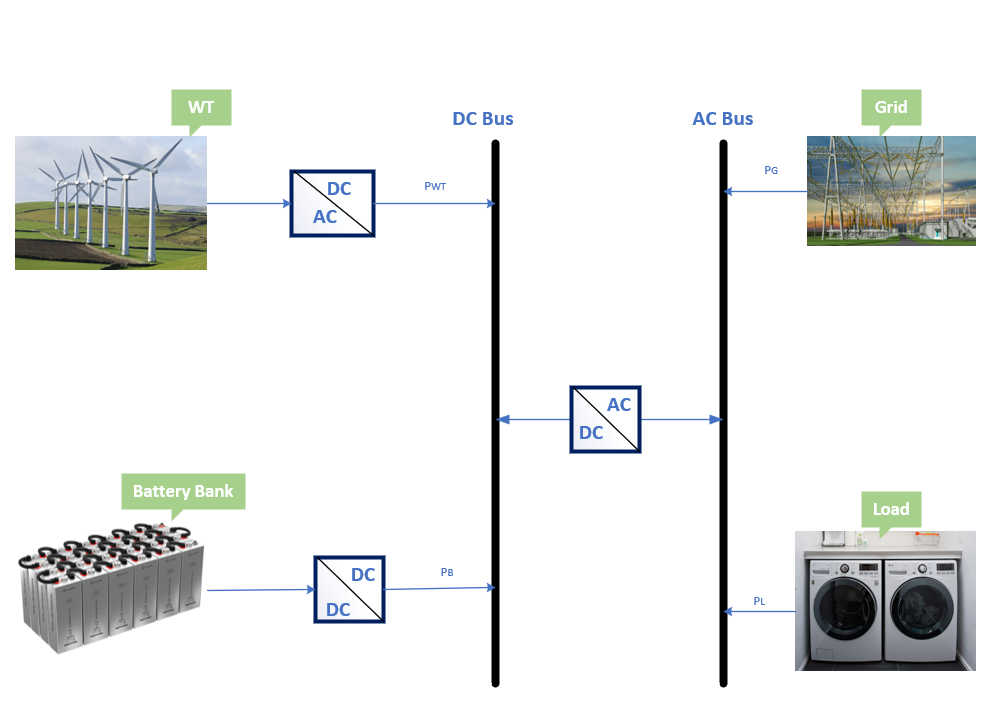 WT
DC Bus
AC Bus
Grid
DC
AC
PWT
PG
AC
DC
Battery Bank
Load
DC
DC
PB
PL